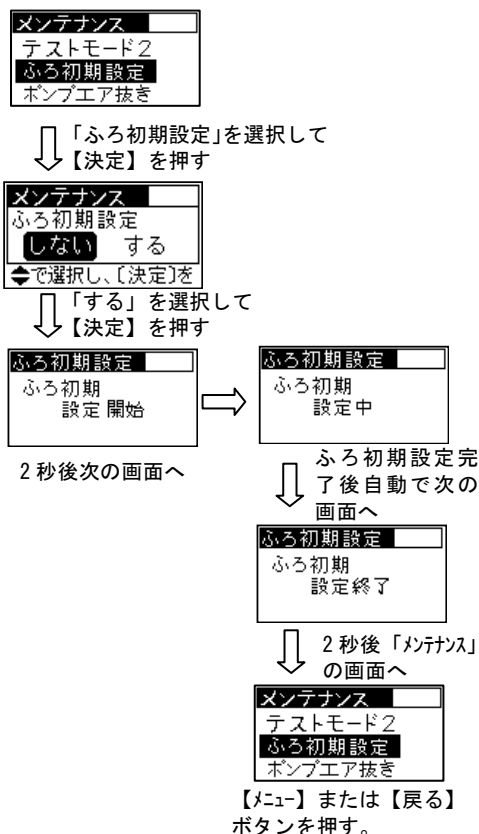 メンテナンス
テストモード2
ふろ初期設定
ポンプエア抜き
「ふろ初期設定」を選択して
【決定】を押す
メンテナンス
ふろ初期設定
しない する
◆で選択し、〔決定〕を
「する」を選択して
【決定】を押す
ふろ初期設定
ふろ初期
設定開始
2秒後次の画面へ
ふろ初期設定
ふろ初期
設定中
ふろ初期設定完
了後自動で次の
画面へ
ふろ初期設定
ふろ初期
設定終了
2秒後「ﾒﾝﾃﾅﾝｽ」
の画面へ
メンテナンス
テストモード2
ふろ初期設定
ポンプエア抜き
【ﾒﾆｭｰ】または【戻る】
ボタンを押す。